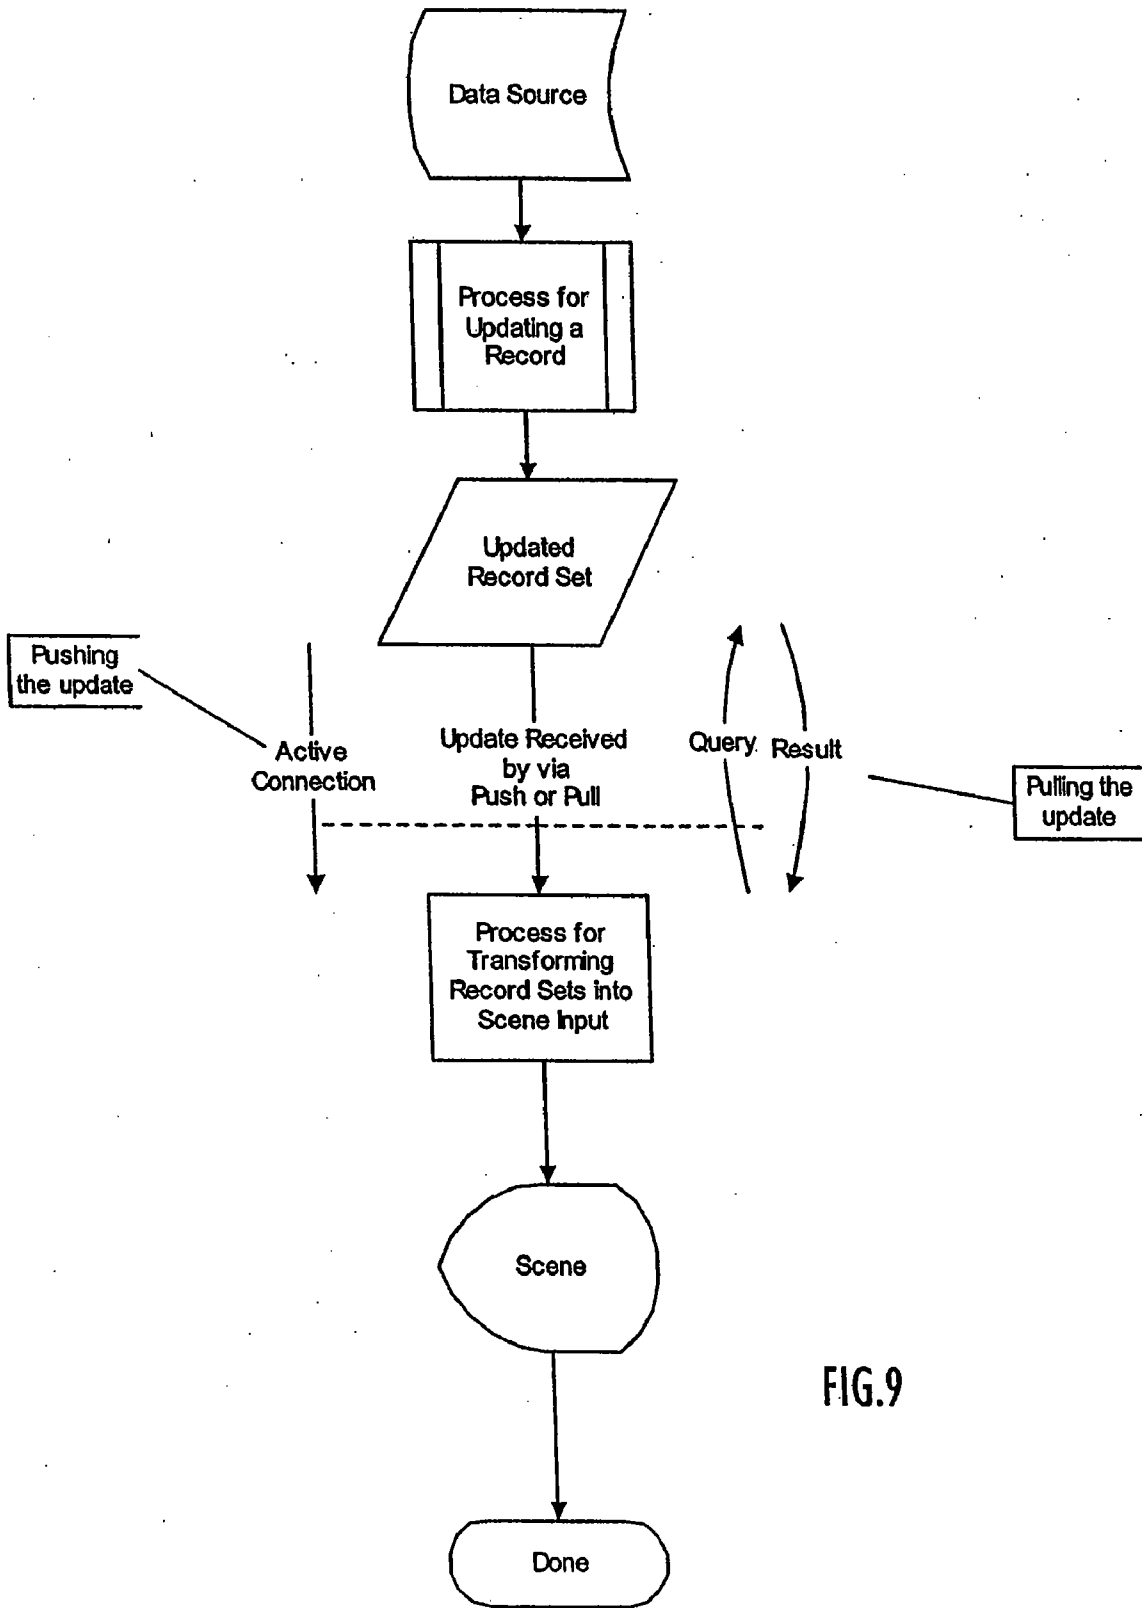 Data Source
Process for
Updating a
Record
Updated
Record Set
Pushing
the update
Active
Connection
Update Received
by via
Push or Pull
Query
Result
Pulling the
update
Process for
Transforming
Record Sets into
Scene Input
Scene
FIG.9
Done